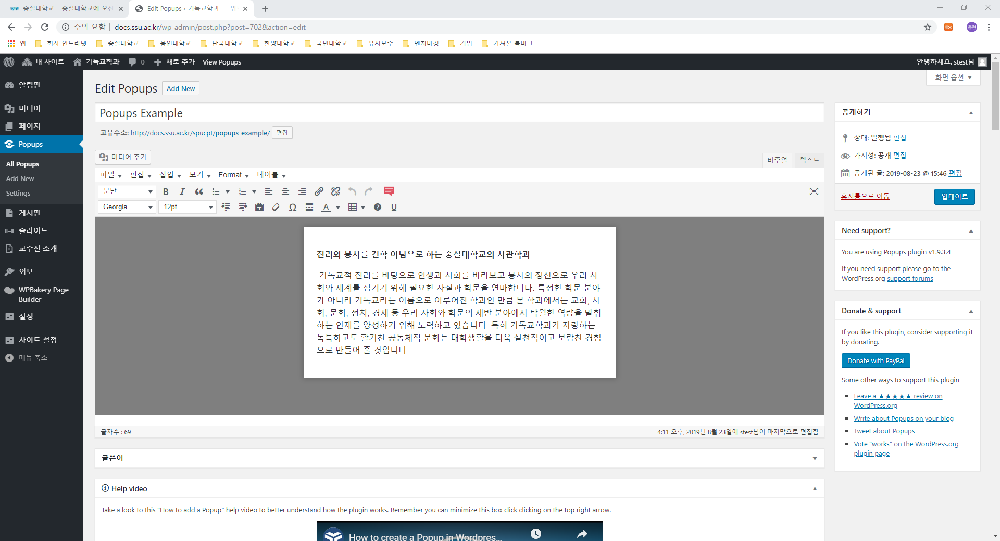 숭실대학교 – 숭실대학교에 오신
Edit Popups ‹ 기독교학과 — 워드
주의 요함
docs.ssu.ac.kr/wp-admin/post.php?post=702&action=edit
종현
앱
회사 인트라넷
숭실대학교
용인대학교
단국대학교
한양대학교
국민대학교
유지보수
벤치마킹
기업
가져온 북마크
내 사이트
기독교학과
0
새로 추가
View Popups
안녕하세요. stest님
알림판
미디어
페이지
Popups
All Popups
Add New
Settings
게시판
슬라이드
교수진 소개
외모
WPBakery Page
Builder
설정
사이트 설정
메뉴 축소
화면 옵션
Edit Popups
Add New
Popups Example
고유주소: http://docs.ssu.ac.kr/spucpt/popups-example/ 편집
미디어 추가
비주얼
텍스트
파일
편집
삽입
보기
Format
테이블
문단
Georgia
12pt
진리와 봉사를 건학 이념으로 하는 숭실대학교의 사관학과
기독교적 진리를 바탕으로 인생과 사회를 바라보고 봉사의 정신으로 우리 사
회와 세계를 섬기기 위해 필요한 자질과 학문을 연마합니다. 특정한 학문 분야
가 아니라 기독교라는 이름으로 이루어진 학과인 만큼 본 학과에서는 교회, 사
회, 문화, 정치, 경제 등 우리 사회와 학문의 제반 분야에서 탁월한 역량을 발휘
하는 인재를 양성하기 위해 노력하고 있습니다. 특히 기독교학과가 자랑하는
독특하고도 활기찬 공동체적 문화는 대학생활을 더욱 실천적이고 보람찬 경험
으로 만들어 줄 것입니다.
글자수 : 69
4:11 오후, 2019년 8월 23일에 stest님이 마지막으로 편집함
글쓴이
Help video
Take a look to this "How to add a Popup" help video to better understand how the plugin works. Remember you can minimize this box click clicking on the top right arrow.
How to create a Popup in Wordpres...
공개하기
상태: 발행됨 편집
가시성: 공개 편집
공개된 글: 2019-08-23 @ 15:46 편집
휴지통으로 이동
업데이트
Need support?
You are using Popups plugin v1.9.3.4
If you need support please go to the
WordPress.org support forums
Donate & support
If you like this plugin, consider supporting it
by donating.
Donate with PayPal
Some other ways to support this plugin
Leave a ★★★★★ review on
WordPress.org
Write about Popups on your blog
Tweet about Popups
Vote "works" on the WordPress.org
plugin page